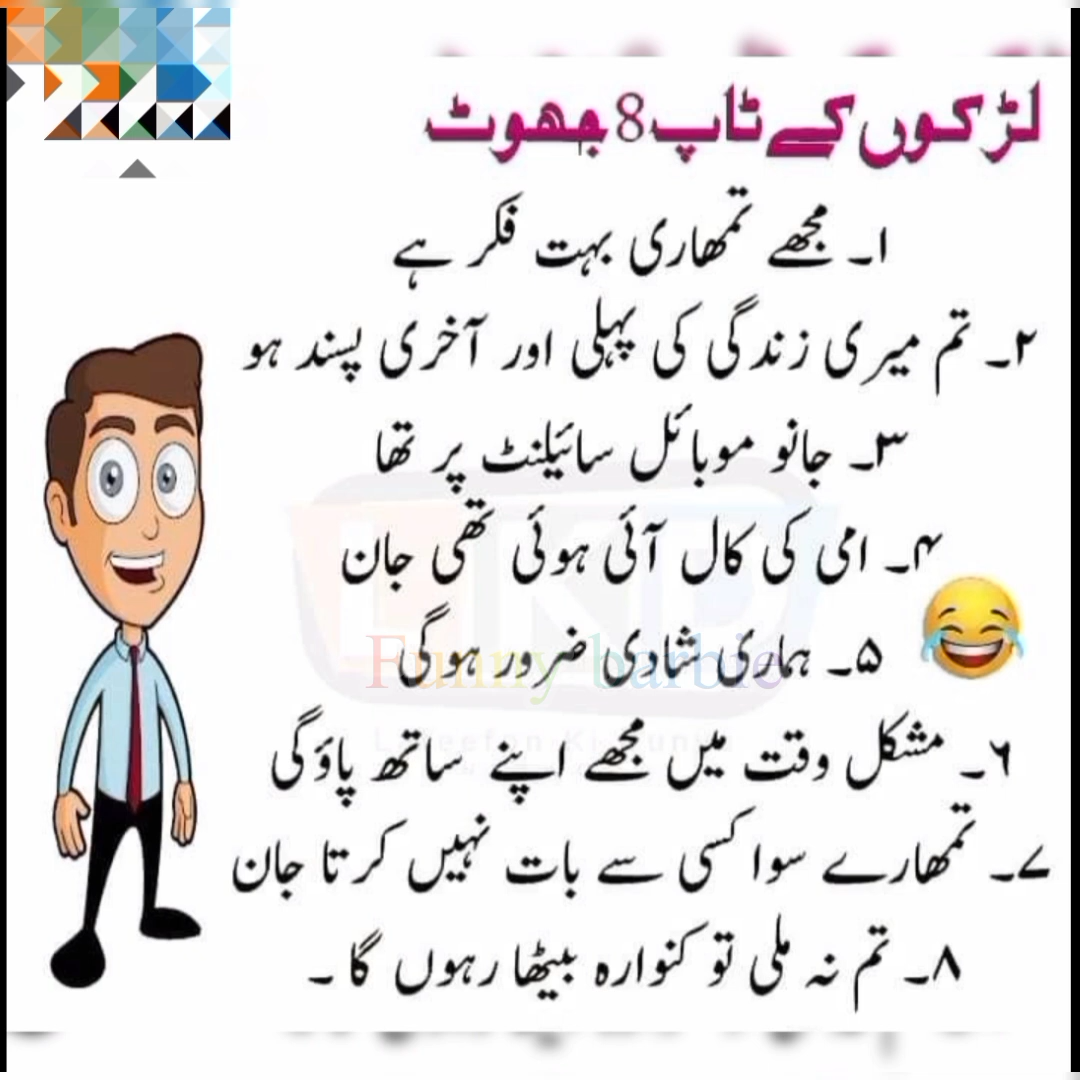 لڑکوں کے ٹاپ 8 جھوٹ
۱۔ مجھے تمھاری بہت فکر ہے
۲۔ تم میری زندگی کی پہلی اور آخری پسند ہو
۳۔ جانو موبائل سائیلنٹ پر تھا
۴۔ امی کی کال آئی ہوئی تھی جان
۵۔ ہماری شادی ضرور ہوگی
Funny barbie
۶۔ مشکل وقت میں مجھے اپنے ساتھ پاؤگی
۷۔ تمھارے سوا کسی سے بات نہیں کرتا جان
۸۔ تم نہ ملی تو کنوارہ بیٹھا رہوں گا۔